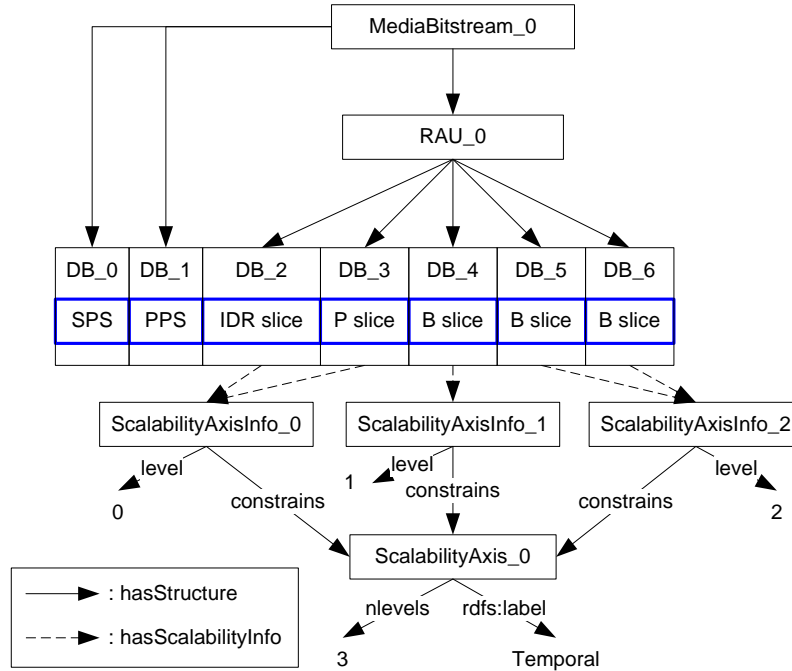 MediaBitstream_0
RAU_0
DB_0 DB_1 DB_2 DB_3 DB_4 DB_5 DB_6
SPS PPS IDR slice P slice B slice B slice B slice
ScalabilityAxisInfo_0 ScalabilityAxisInfo_1 ScalabilityAxisInfo_2
level level level
0 1 2
constrains constrains constrains
ScalabilityAxis_0
: hasStructure nlevels rdfs:label
: hasScalabilityInfo 3 Temporal